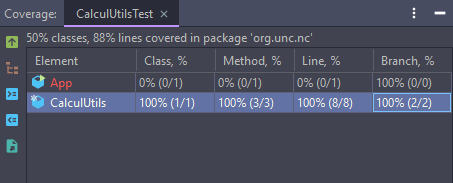 Coverage: CalculUtilsTest
50% classes, 88% lines covered in package 'org.unc.nc'
Element Class, % Method, % Line, % Branch, %
App 0% (0/1) 0% (0/1) 0% (0/1) 100% (0/0)
CalculUtils 100% (1/1) 100% (3/3) 100% (8/8) 100% (2/2)